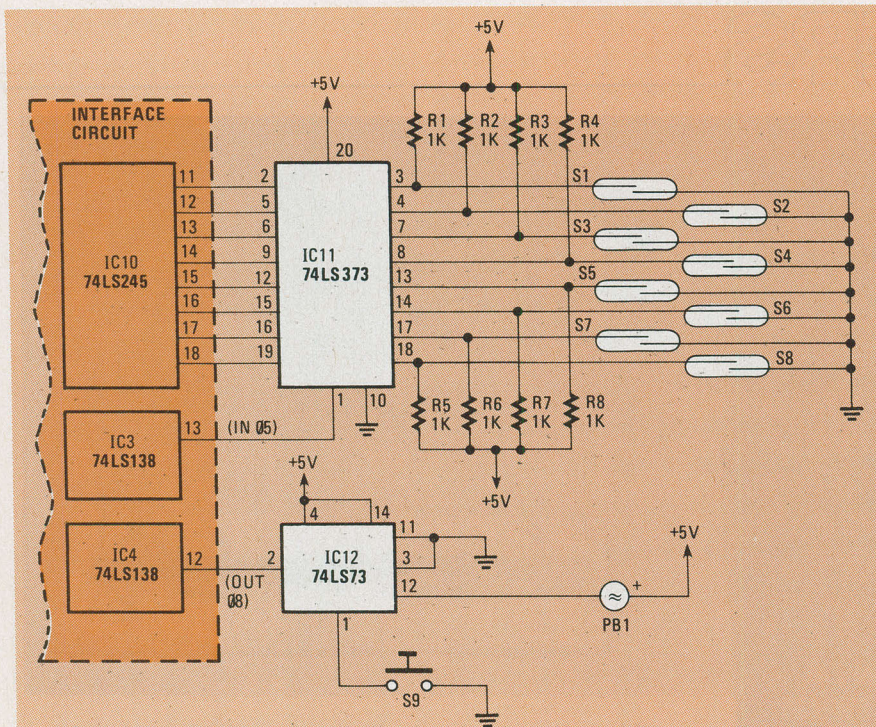 +5V
+5V
INTERFACE
CIRCUIT
R1
1K
R2
1K
R3
1K
R4
1K
20
11
2
3
S1
12
5
4
S2
13
6
7
S3
IC10
74LS245
14
9
IC11
74LS373
8
S4
15
12
13
S5
16
15
14
S6
17
16
17
S7
18
19
18
S8
1
10
R5
1K
R6
1K
R7
1K
R8
1K
IC3
74LS138
13
(IN 05)
+5V
+5V
4
14
+5V
IC4
74LS138
12
2
(OUT
08)
IC12
74LS73
11
3
12
+
≈
PB1
1
S9